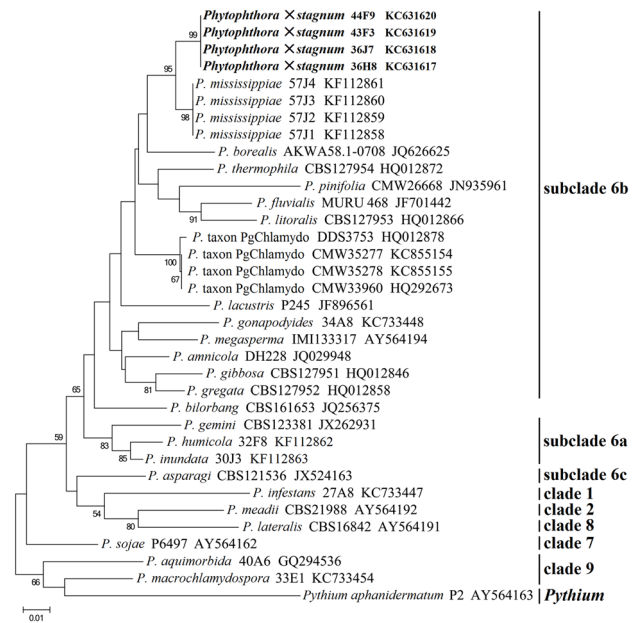 Phytophthora ×stagnum 44F9 KC631620
Phytophthora ×stagnum 43F3 KC631619
Phytophthora ×stagnum 36J7 KC631618
Phytophthora ×stagnum 36H8 KC631617
99
95
P. mississippiae 57J4 KF112861
P. mississippiae 57J3 KF112860
P. mississippiae 57J2 KF112859
P. mississippiae 57J1 KF112858
98
P. borealis AKWA58.1-0708 JQ626625
P. thermophila CBS127954 HQ012872
P. pinifolia CMW26668 JN935961
subclade 6b
P. fluvialis MURU 468 JF701442
P. litoralis CBS127953 HQ012866
91
P. taxon PgChlamydo DDS3753 HQ012878
P. taxon PgChlamydo CMW35277 KC855154
100
P. taxon PgChlamydo CMW35278 KC855155
67
P. taxon PgChlamydo CMW33960 HQ292673
P. lacustris P245 JF896561
P. gonapodyides 34A8 KC733448
P. megasperma IMI133317 AY564194
P. amnicola DH228 JQ029948
P. gibbosa CBS127951 HQ012846
81
P. gregata CBS127952 HQ012858
65
P. bilorbang CBS161653 JQ256375
P. gemini CBS123381 JX262931
83
P. humicola 32F8 KF112862
subclade 6a
59
85
P. inundata 30J3 KF112863
P. asparagi CBS121536 JX524163
subclade 6c
P. infestans 27A8 KC733447
clade 1
54
P. meadii CBS21988 AY564192
clade 2
80
P. lateralis CBS16842 AY564191
clade 8
P. sojae P6497 AY564162
clade 7
P. aquimorbida 40A6 GQ294536
clade 9
66
P. macrochlamydospora 33E1 KC733454
Pythium aphanidermatum P2 AY564163
Pythium
0.01